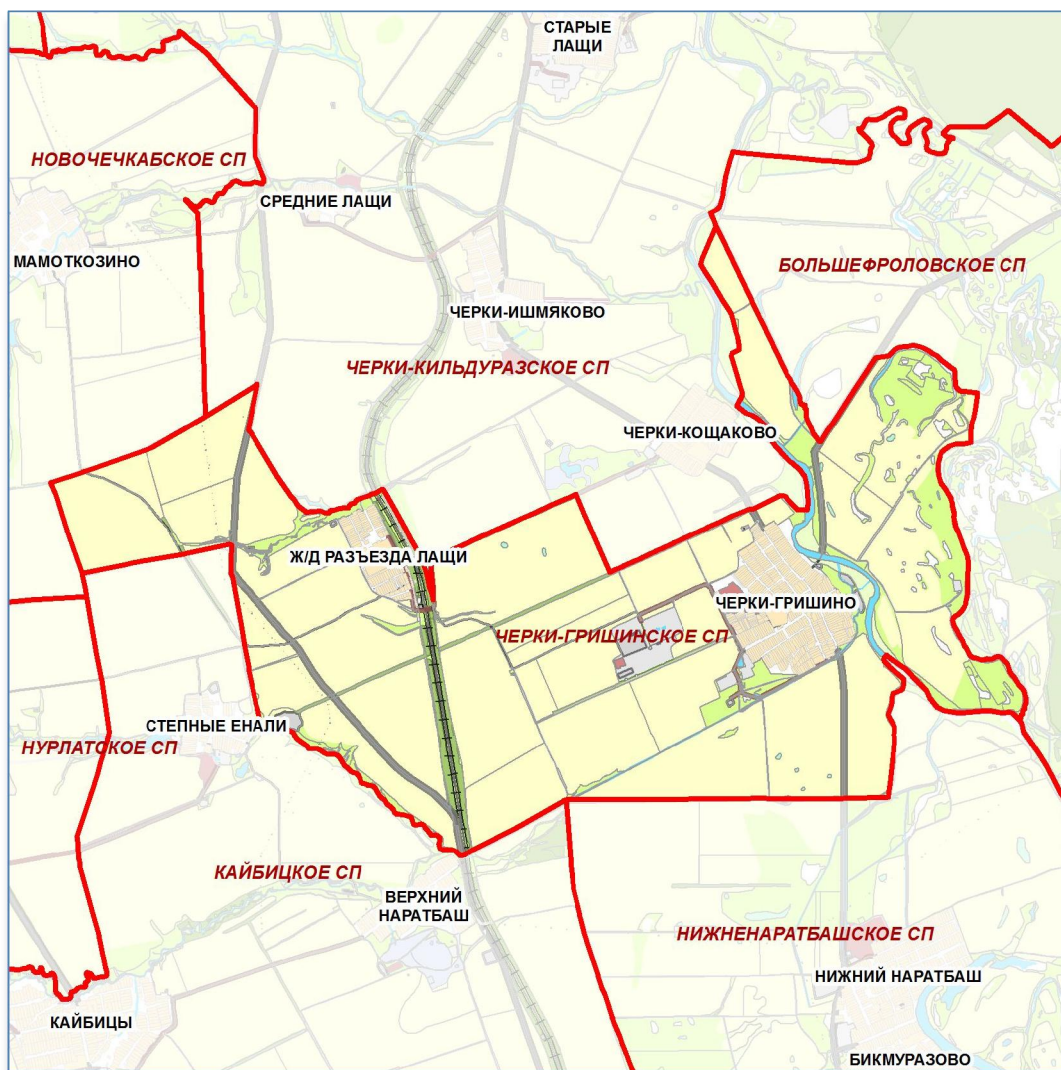 СТАРЫЕ
ЛАЩИ
НОВОЧЕЧКАБСКОЕ СП
СРЕДНИЕ ЛАЩИ
МАМОТКОЗИНО
БОЛЬШЕФРОЛОВСКОЕ СП
ЧЕРКИ-ИШМЯКОВО
ЧЕРКИ-КИЛЬДУРАЗСКОЕ СП
ЧЕРКИ-КОЩАКОВО
Ж/Д РАЗЪЕЗДА ЛАЩИ
ЧЕРКИ-ГРИШИНО
ЧЕРКИ-ГРИШИНСКОЕ СП
СТЕПНЫЕ ЕНАЛИ
НУРЛАТСКОЕ СП
КАЙБИЦКОЕ СП
ВЕРХНИЙ
НАРАТБАШ
НИЖНЕНАРАТБАШСКОЕ СП
НИЖНИЙ НАРАТБАШ
КАЙБИЦЫ
БИКМУРАЗОВО